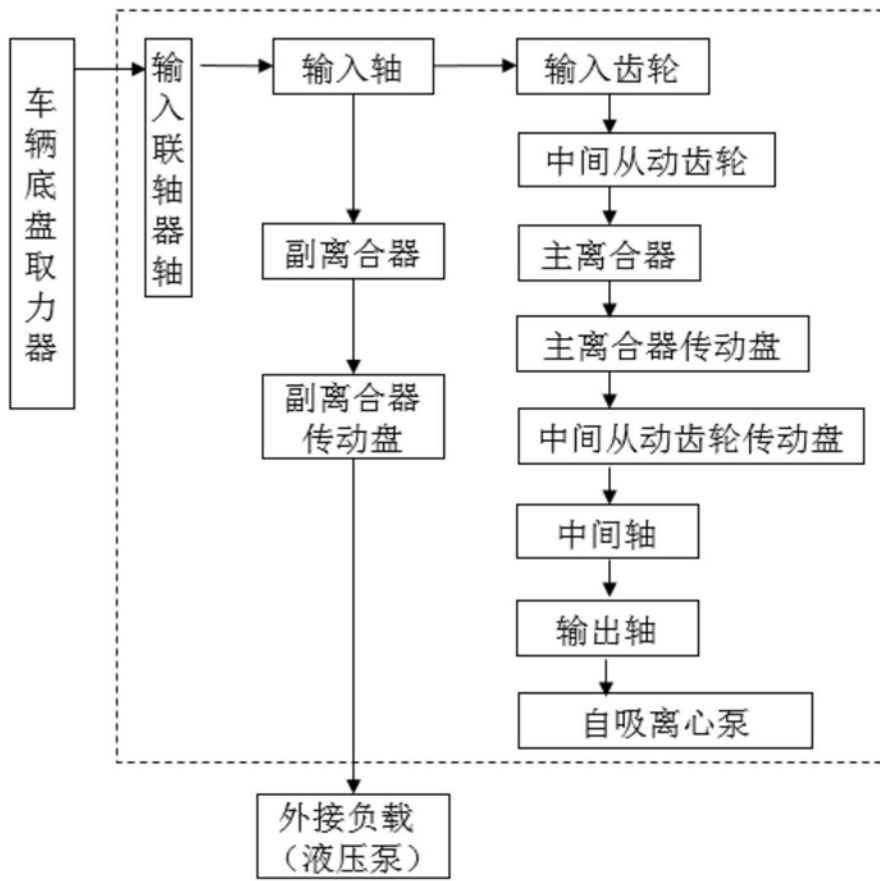 车辆底盘取力器
输入联轴器轴
输入轴
输入齿轮
中间从动齿轮
副离合器
主离合器
主离合器传动盘
副离合器
传动盘
中间从动齿轮传动盘
中间轴
输出轴
自吸离心泵
外接负载
（液压泵）